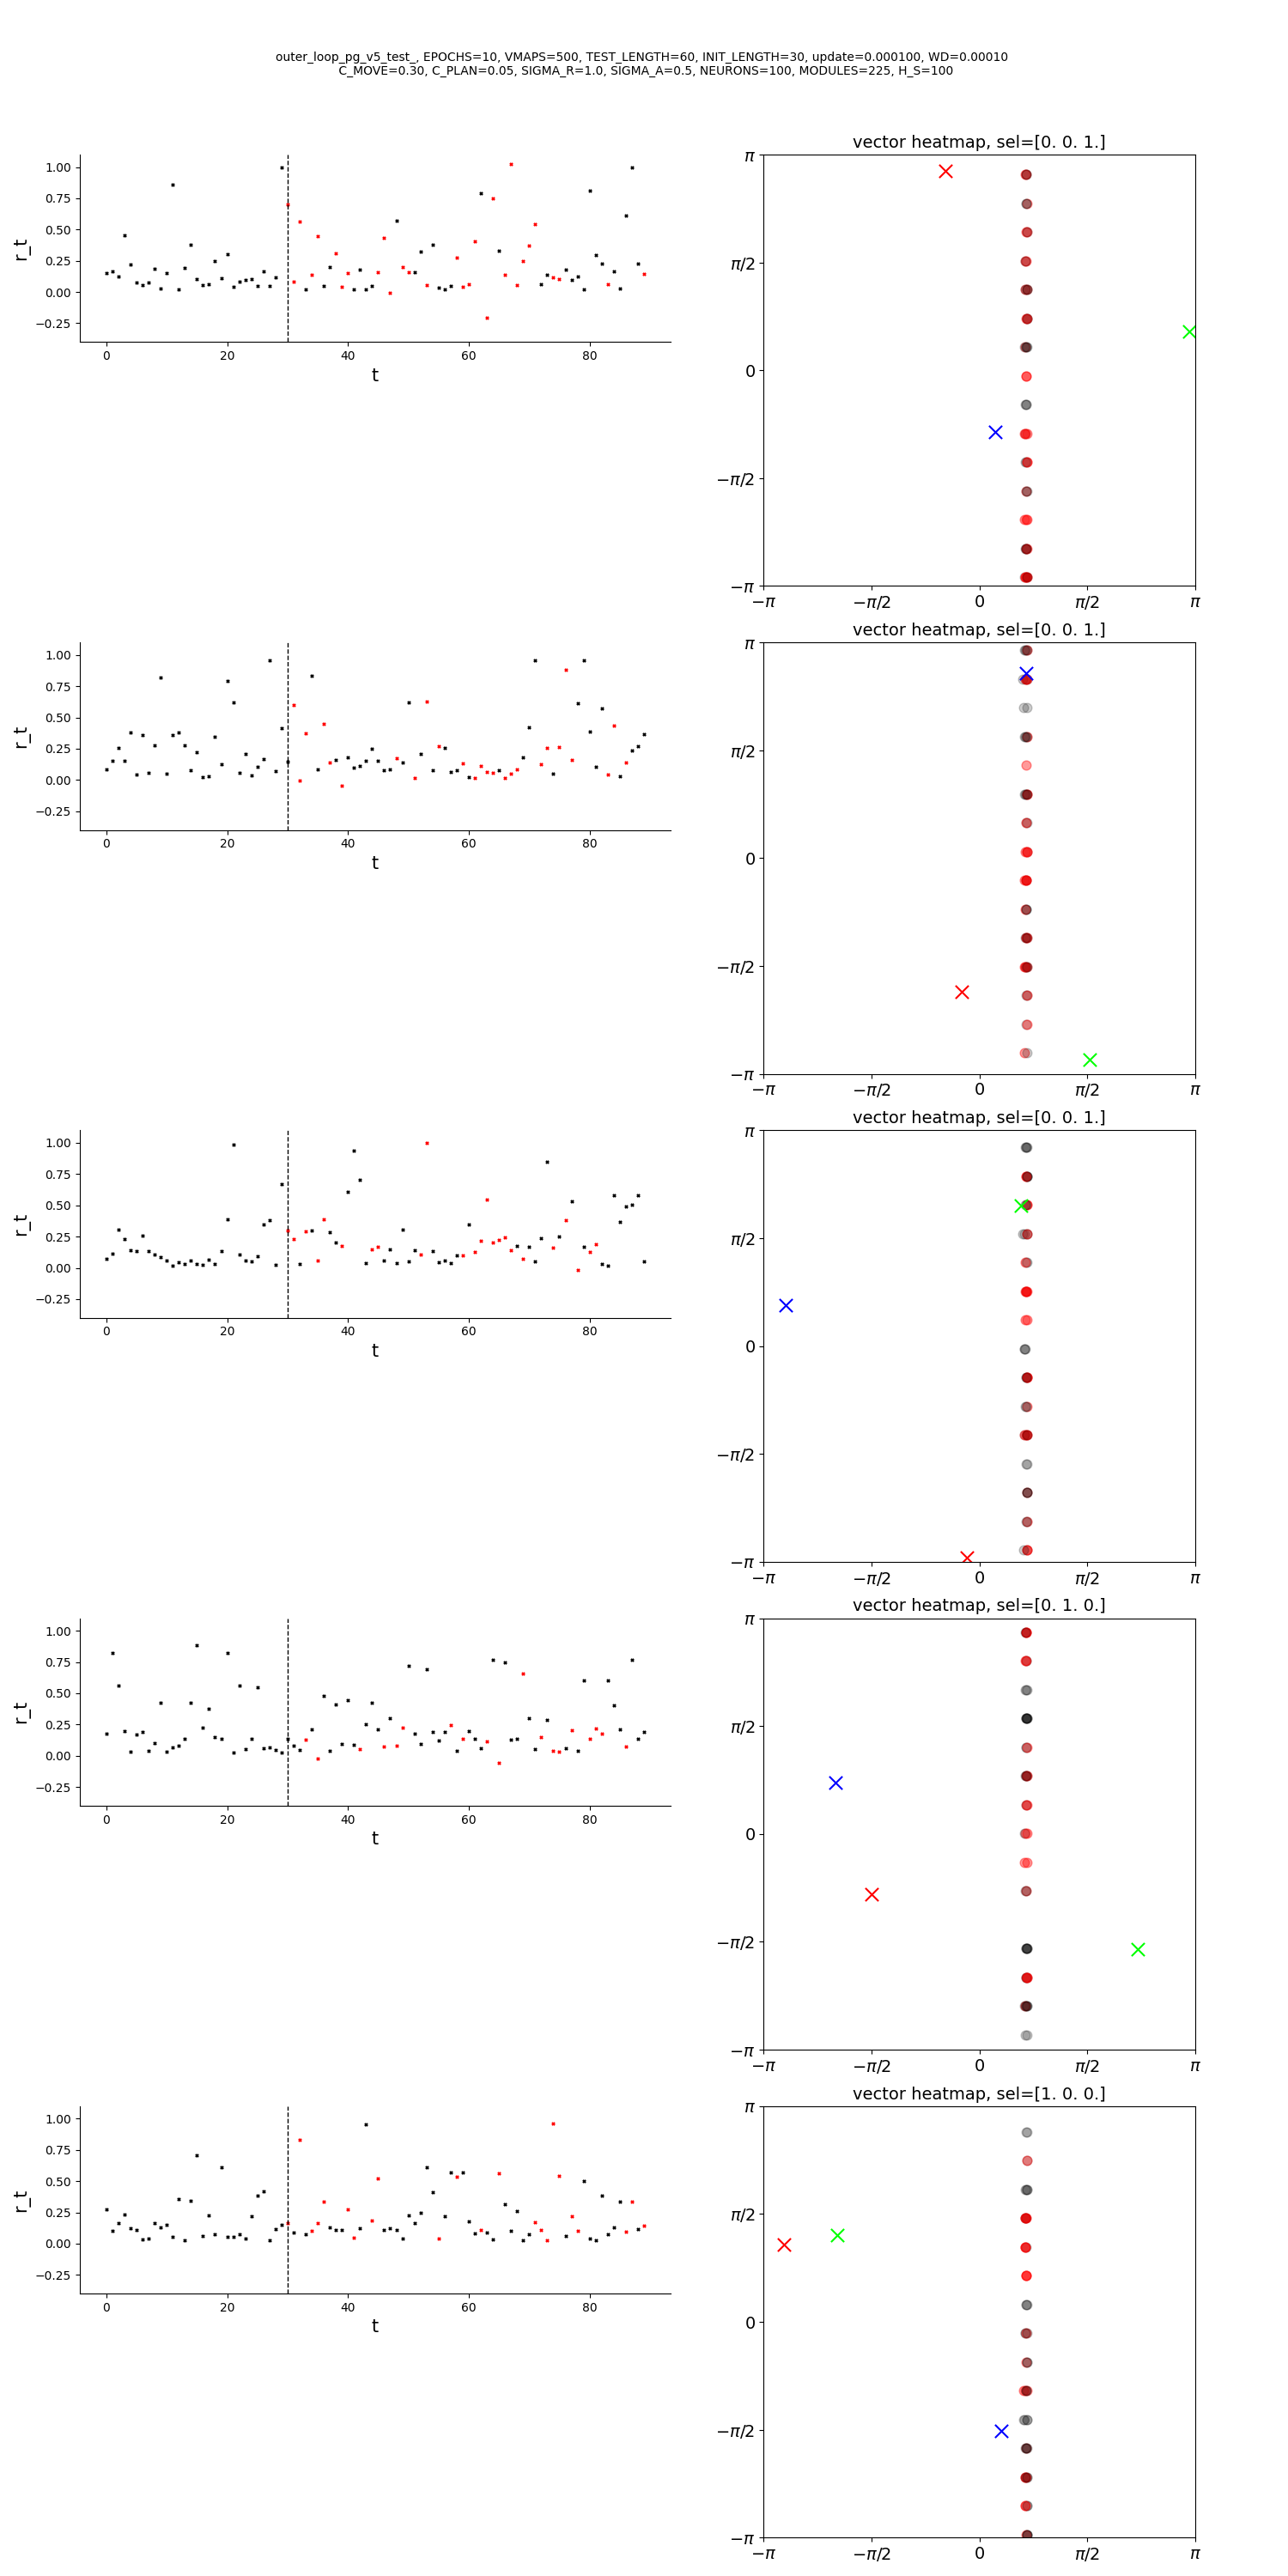 outer_loop_pg_v5_test_, EPOCHS=10, VMAPS=500, TEST_LENGTH=60, INIT_LENGTH=30, update=0.000100, WD=0.00010
C_MOVE=0.30, C_PLAN=0.05, SIGMA_R=1.0, SIGMA_A=0.5, NEURONS=100, MODULES=225, H_S=100
1.00
0.75
0.50
0.25
0.00
−0.25
r_t
0 20 40 60 80
t
vector heatmap, sel=[0. 0. 1.]
π
π/2
0
−π/2
−π
−π −π/2 0 π/2 π
1.00
0.75
0.50
0.25
0.00
−0.25
r_t
0 20 40 60 80
t
vector heatmap, sel=[0. 0. 1.]
π
π/2
0
−π/2
−π
−π −π/2 0 π/2 π
1.00
0.75
0.50
0.25
0.00
−0.25
r_t
0 20 40 60 80
t
vector heatmap, sel=[0. 0. 1.]
π
π/2
0
−π/2
−π
−π −π/2 0 π/2 π
1.00
0.75
0.50
0.25
0.00
−0.25
r_t
0 20 40 60 80
t
vector heatmap, sel=[0. 1. 0.]
π
π/2
0
−π/2
−π
−π −π/2 0 π/2 π
1.00
0.75
0.50
0.25
0.00
−0.25
r_t
0 20 40 60 80
t
vector heatmap, sel=[1. 0. 0.]
π
π/2
0
−π/2
−π
−π −π/2 0 π/2 π